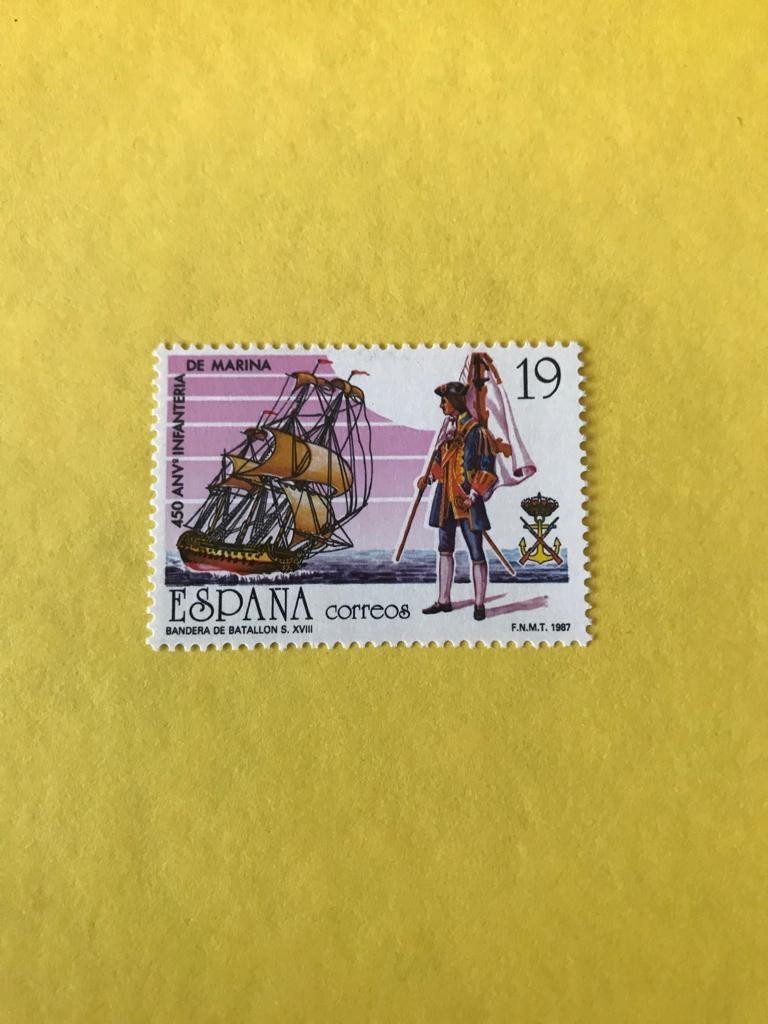 450 ANVº INFANTERIA
DE MARINA
19
ESPAÑA correos
BANDERA DE BATALLON S. XVIII
F.N.M.T. 1987